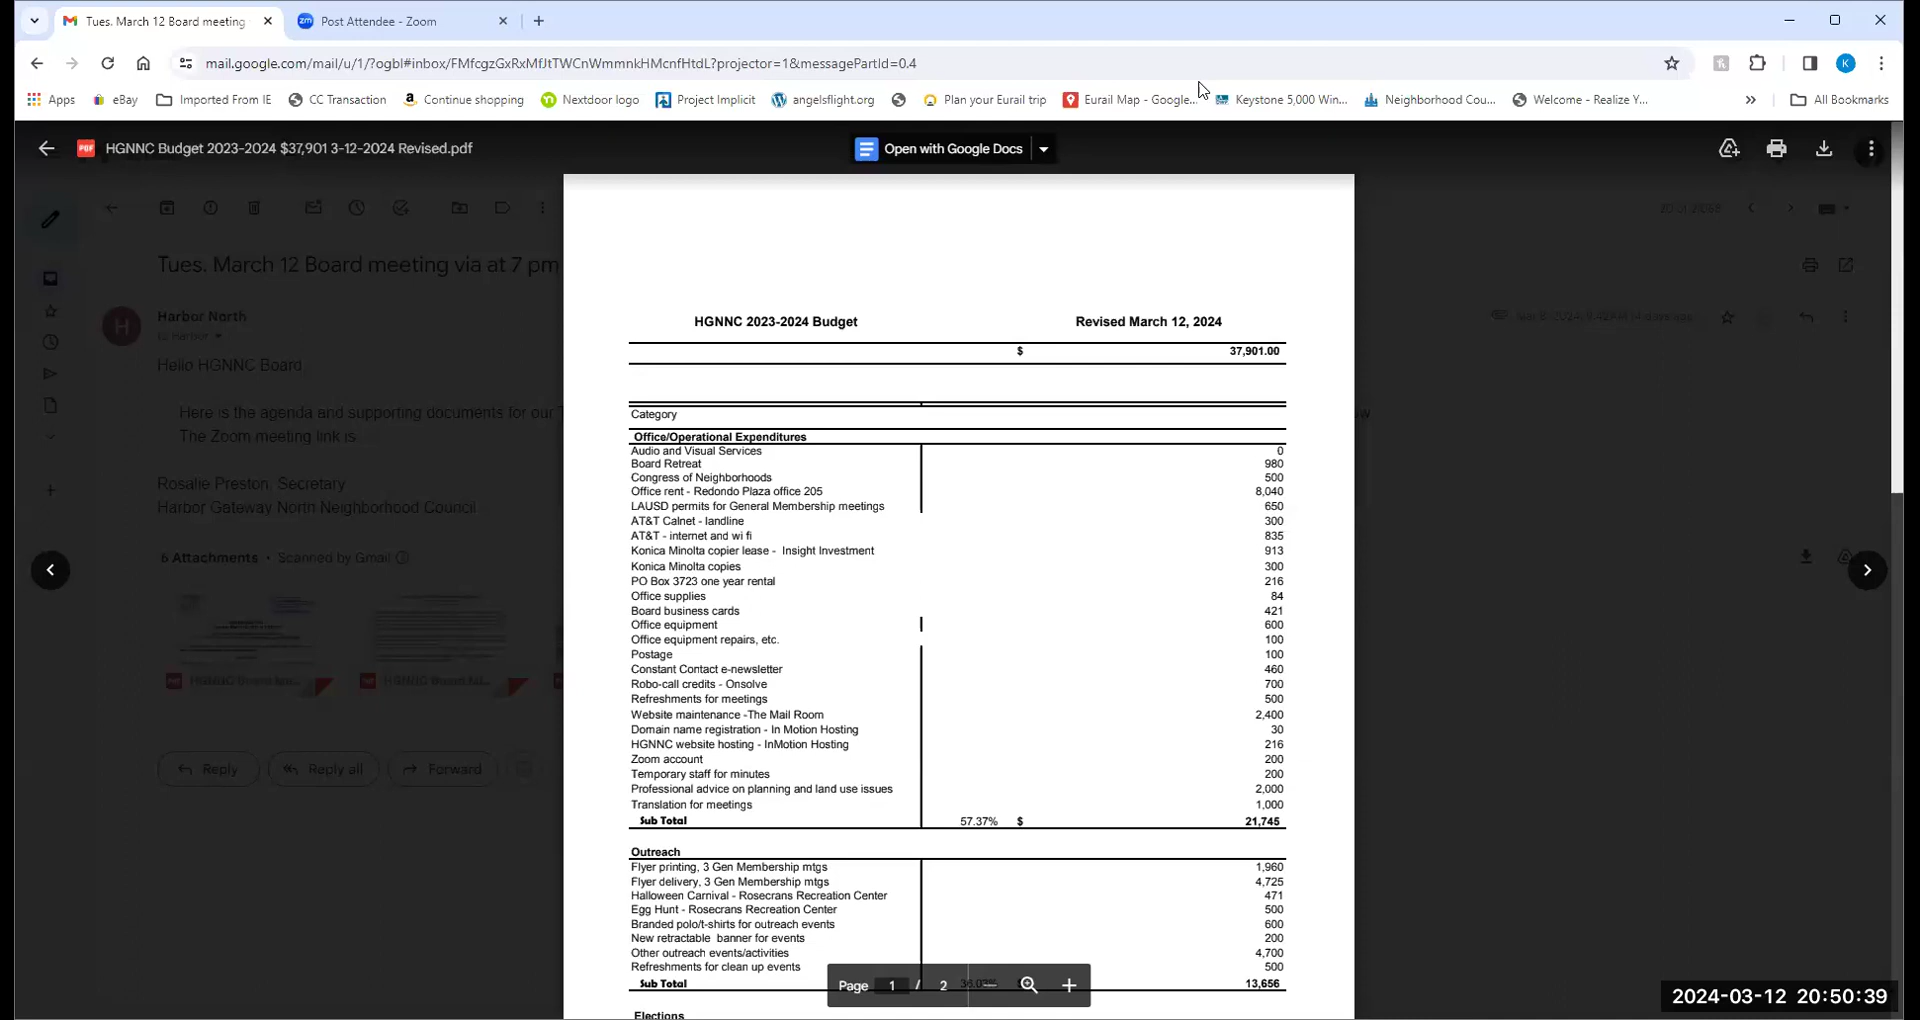 Tues. March 12 Board meeting
Post Attendee - Zoom
mail.google.com/mail/u/1/?ogbl#inbox/FMfcgzGxRxMfJtTWCnWmmnkHMcnfHtdL?projector=1&messagePartId=0.4
Apps eBay Imported From IE CC Transaction Continue shopping Nextdoor logo Project Implicit angelsflight.org Plan your Eurail trip Eurail Map - Google... Keystone 5,000 Win... Neighborhood Cou... Welcome - Realize Y... All Bookmarks
HGNNC Budget 2023-2024 $37,901 3-12-2024 Revised.pdf
Open with Google Docs
Tues. March 12 Board meeting via at 7 pm
Harbor North
to Harbor
Hello HGNNC Board,
Here is the agenda and supporting documents for our
The Zoom meeting link is
Rosalie Preston, Secretary
Harbor Gateway North Neighborhood Council
6 Attachments • Scanned by Gmail
Reply Reply all Forward
HGNNC 2023-2024 Budget Revised March 12, 2024
$ 37,901.00
Category
Office/Operational Expenditures
Audio and Visual Services 0
Board Retreat 980
Congress of Neighborhoods 500
Office rent - Redondo Plaza office 205 8,040
LAUSD permits for General Membership meetings 650
AT&T Calnet - landline 300
AT&T - internet and wi fi 835
Konica Minolta copier lease - Insight Investment 913
Konica Minolta copies 300
PO Box 3723 one year rental 216
Office supplies 84
Board business cards 421
Office equipment 600
Office equipment repairs, etc. 100
Postage 100
Constant Contact e-newsletter 460
Robo-call credits - Onsolve 700
Refreshments for meetings 500
Website maintenance -The Mail Room 2,400
Domain name registration - In Motion Hosting 30
HGNNC website hosting - InMotion Hosting 216
Zoom account 200
Temporary staff for minutes 200
Professional advice on planning and land use issues 2,000
Translation for meetings 1,000
Sub Total 57.37% $ 21,745
Outreach
Flyer printing, 3 Gen Membership mtgs 1,960
Flyer delivery, 3 Gen Membership mtgs 4,725
Halloween Carnival - Rosecrans Recreation Center 471
Egg Hunt - Rosecrans Recreation Center 500
Branded polo/t-shirts for outreach events 600
New retractable banner for events 200
Other outreach events/activities 4,700
Refreshments for clean up events 500
Sub Total 13,656
Page 1 / 2
Elections
2024-03-12 20:50:39